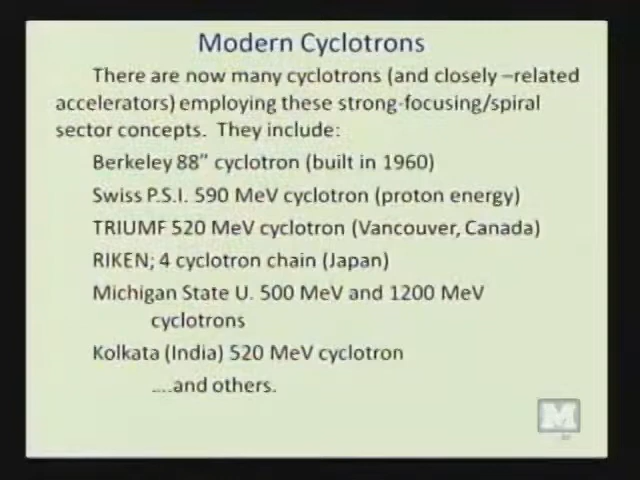 Modern Cyclotrons
There are now many cyclotrons (and closely –related
accelerators) employing these strong-focusing/spiral
sector concepts. They include:
Berkeley 88” cyclotron (built in 1960)
Swiss P.S.I. 590 MeV cyclotron (proton energy)
TRIUMF 520 MeV cyclotron (Vancouver, Canada)
RIKEN; 4 cyclotron chain (Japan)
Michigan State U. 500 MeV and 1200 MeV
cyclotrons
Kolkata (India) 520 MeV cyclotron
....and others.
M